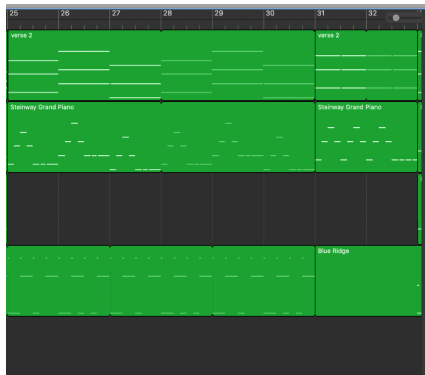 25 26 27 28 29 30 31 32
verse 2 verse 2
Steinway Grand Piano Steinway Grand Piano
Blue Ridge